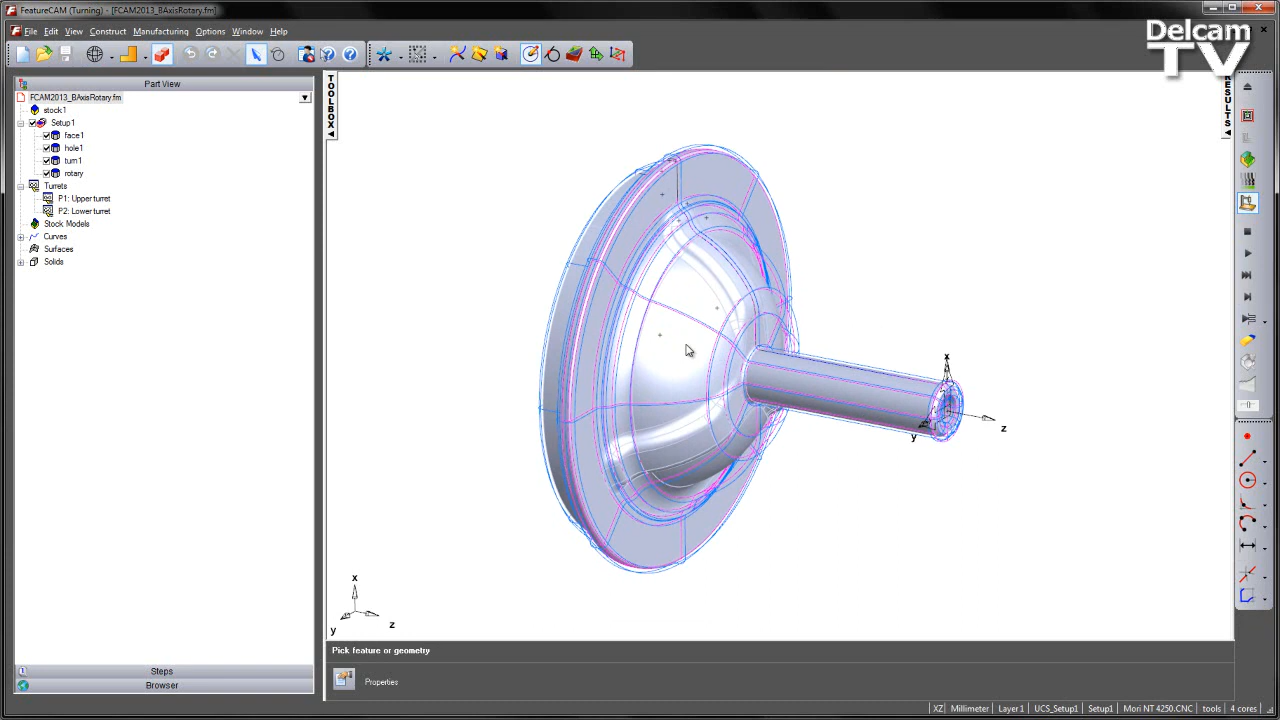 FeatureCAM (Turning) - [FCAM2013_BAxisRotary.fm]
File Edit View Construct Manufacturing Options Window Help
Delcam
TV
Part View
FCAM2013_BAxisRotary.fm
stock1
Setup1
face1
hole1
turn1
rotary
Turrets
P1: Upper turret
P2: Lower turret
Stock Models
Curves
Surfaces
Solids
TOOLBOX
RESULTS
x
y
z
x
y
z
Steps
Browser
Pick feature or geometry
Properties
XZ Millimeter Layer1 UCS_Setup1 Setup1 Mori NT 4250.CNC tools 4 cores